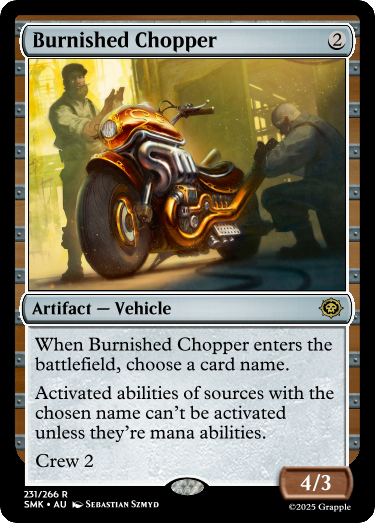 Burnished Chopper 2
Artifact — Vehicle
When Burnished Chopper enters the
battlefield, choose a card name.
Activated abilities of sources with the
chosen name can't be activated
unless they're mana abilities.
Crew 2
4/3
231/266 R
SMK • AU Sebastian Szmyd
©2025 Grapple